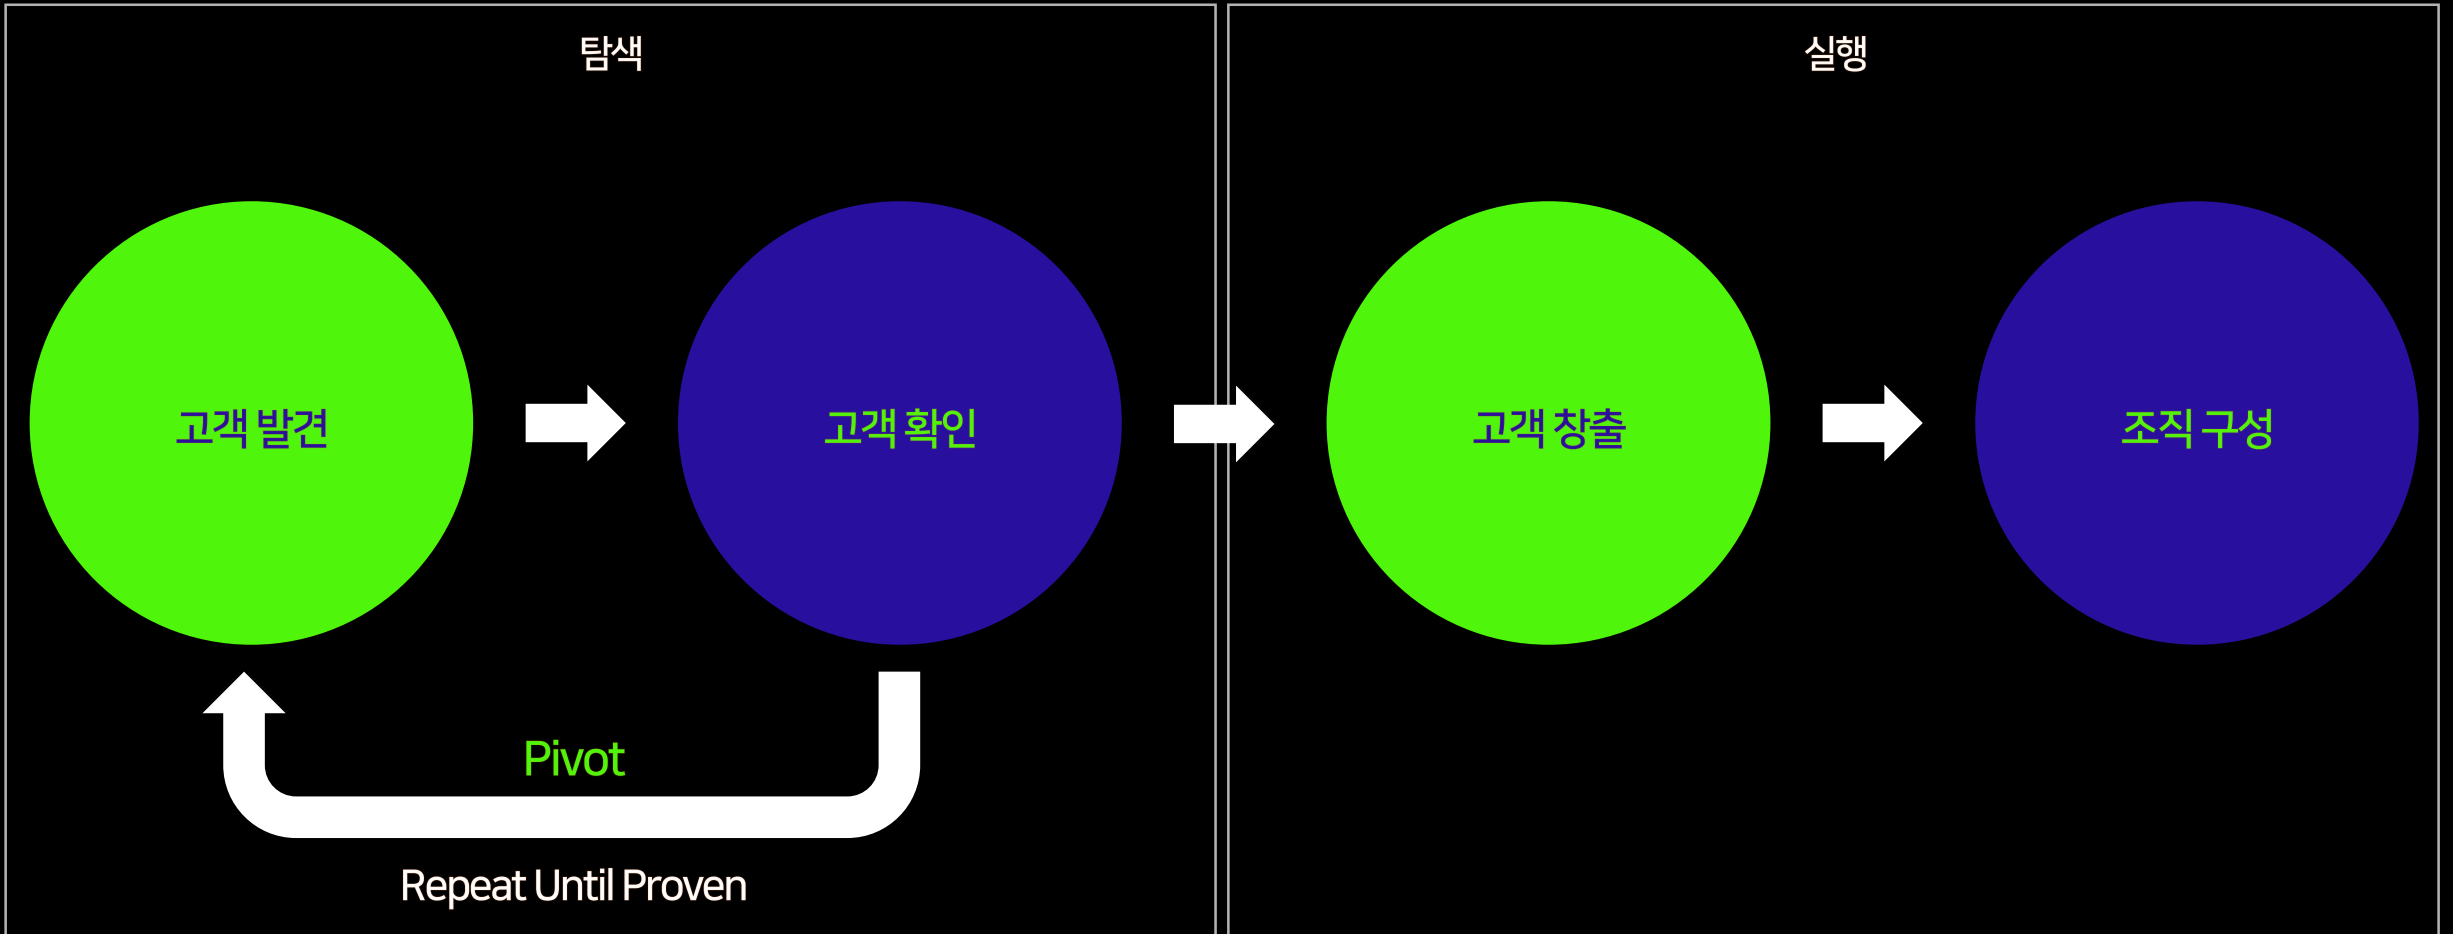 탐색
고객 발견
고객 확인
Pivot
Repeat Until Proven
실행
고객 창출
조직 구성